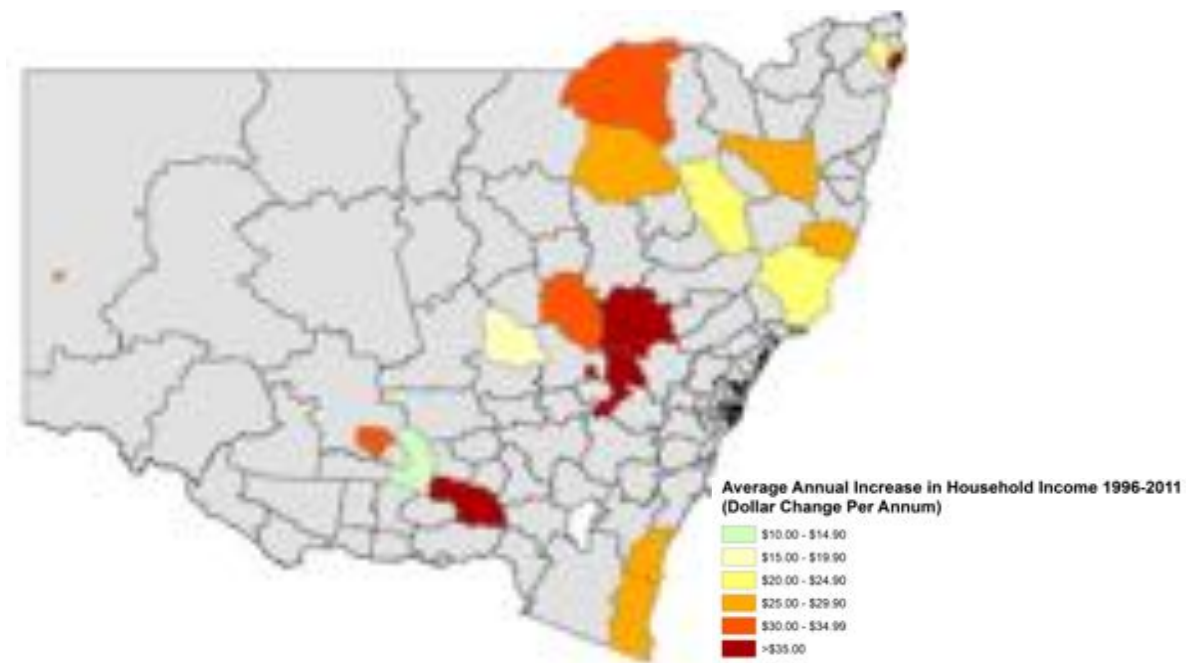 Average Annual Increase in Household Income 1996-2011
(Dollar Change Per Annum)
$10.00 - $14.90
$15.00 - $19.90
$20.00 - $24.90
$25.00 - $29.90
$30.00 - $34.99
>$35.00